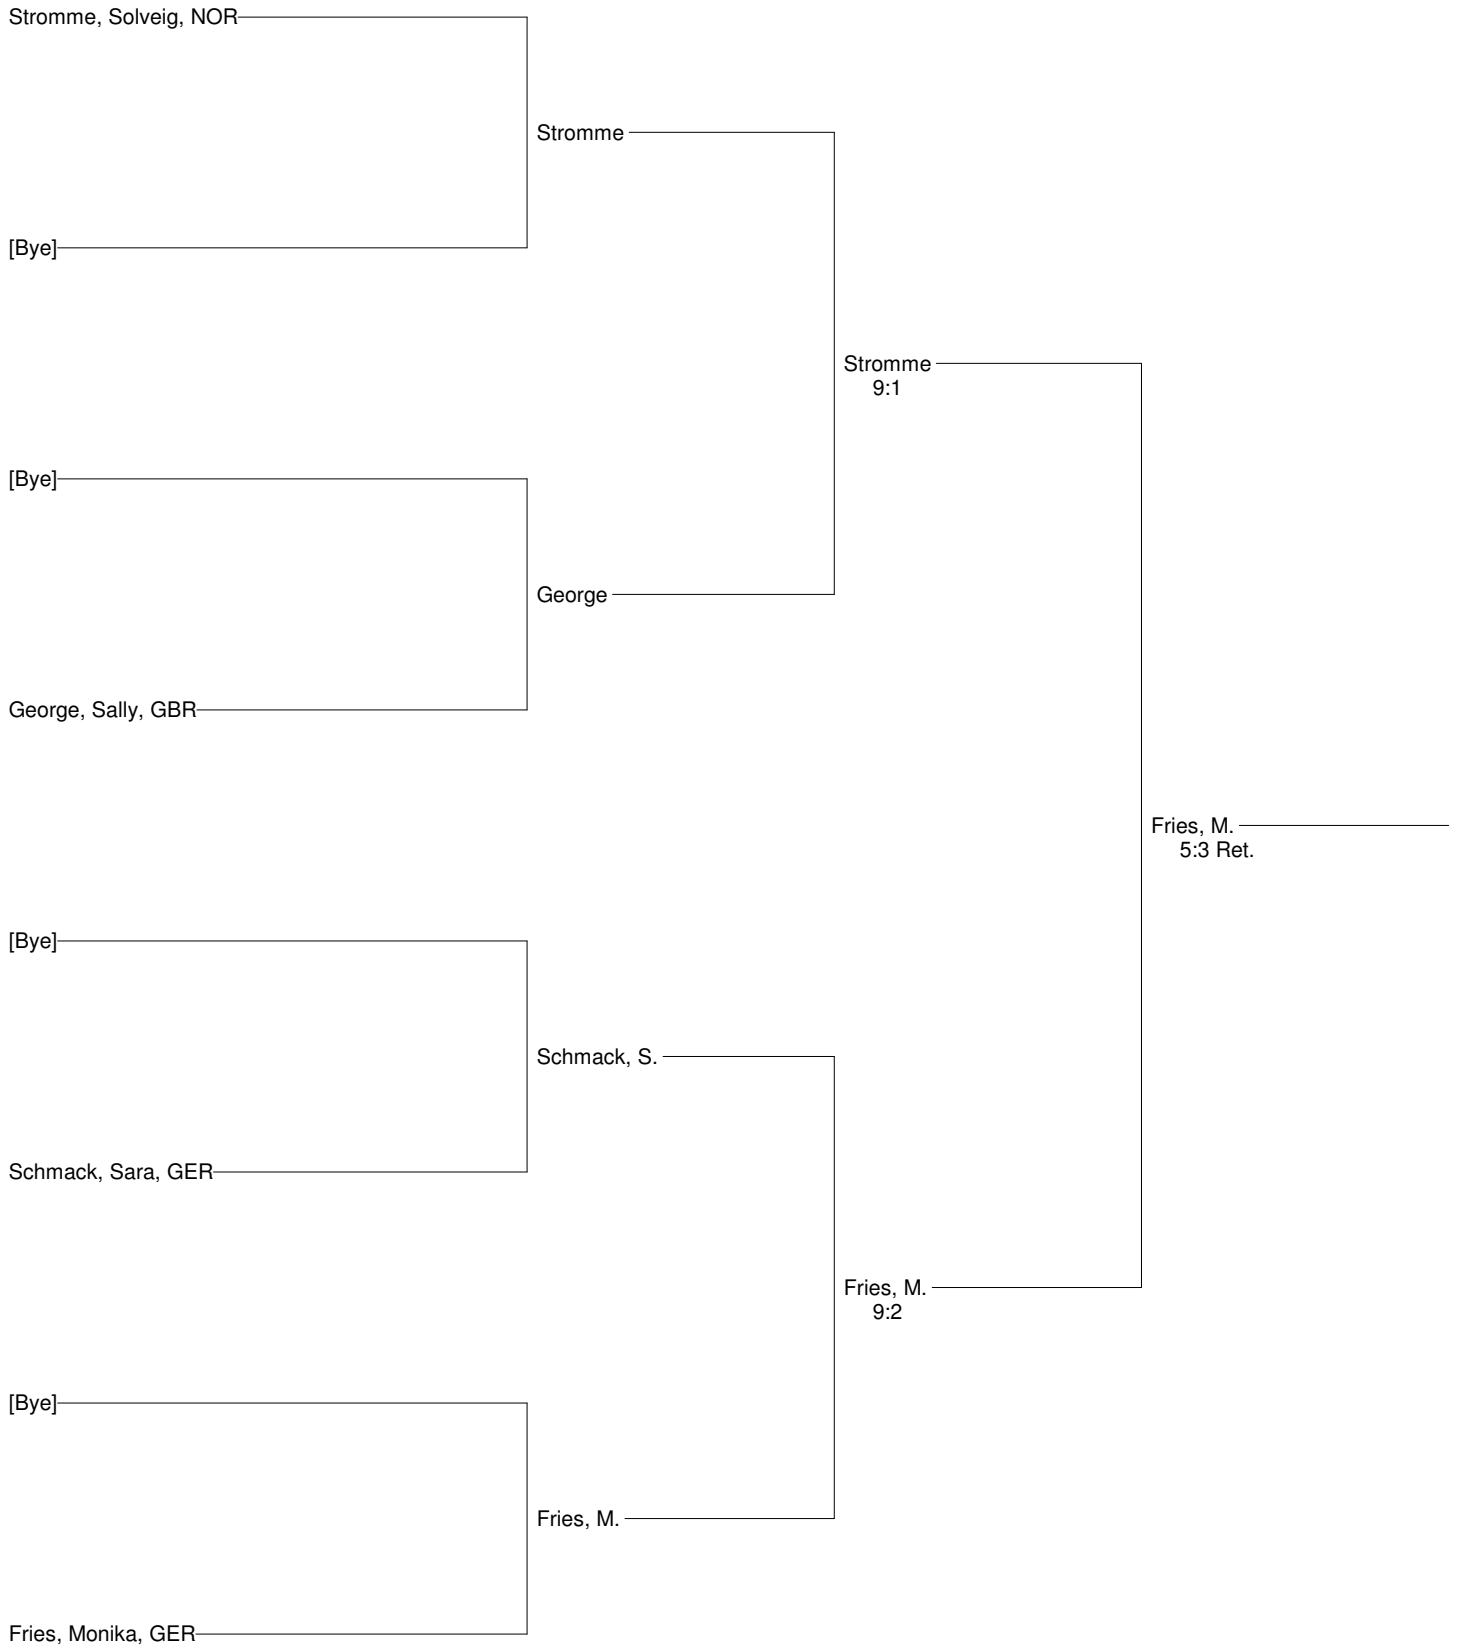 Stromme, Solveig, NOR
Stromme
[Bye]
Stromme
9:1
[Bye]
George
George, Sally, GBR
Fries, M.
5:3 Ret.
[Bye]
Schmack, S.
Schmack, Sara, GER
Fries, M.
9:2
[Bye]
Fries, M.
Fries, Monika, GER